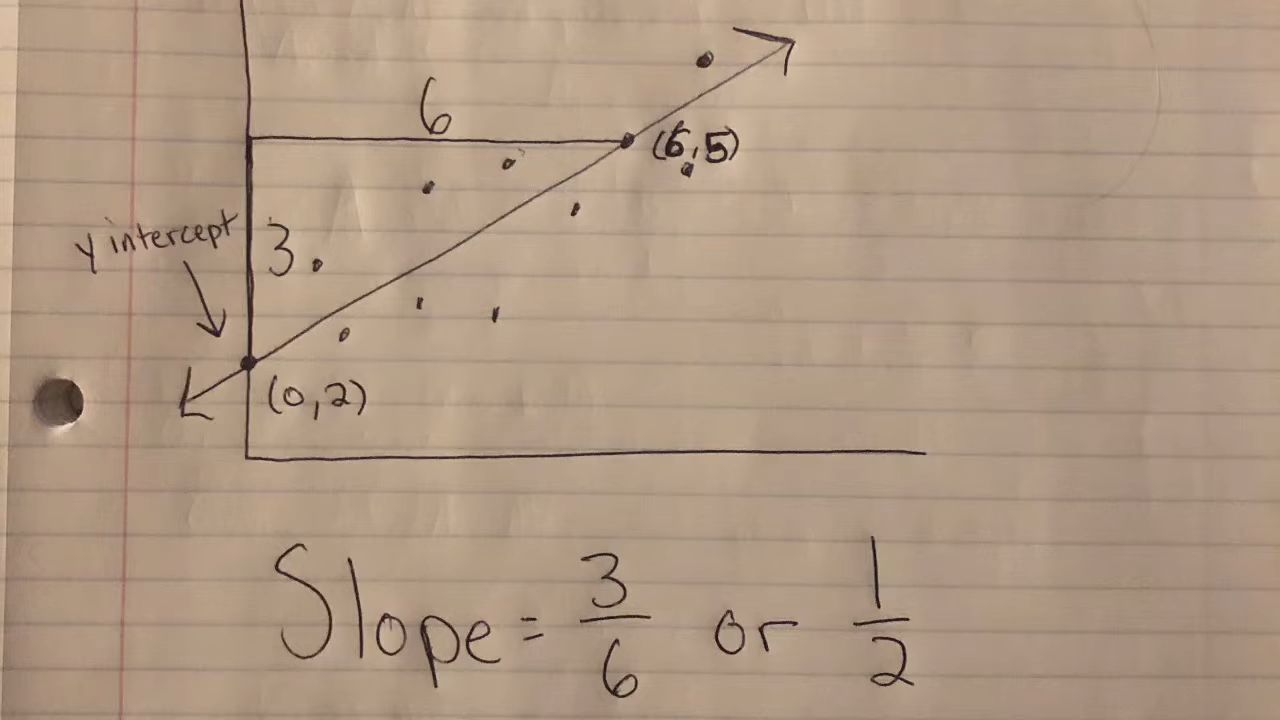 6
(6,5)
y intercept
3
(0,2)
Slope = 3/6 or 1/2